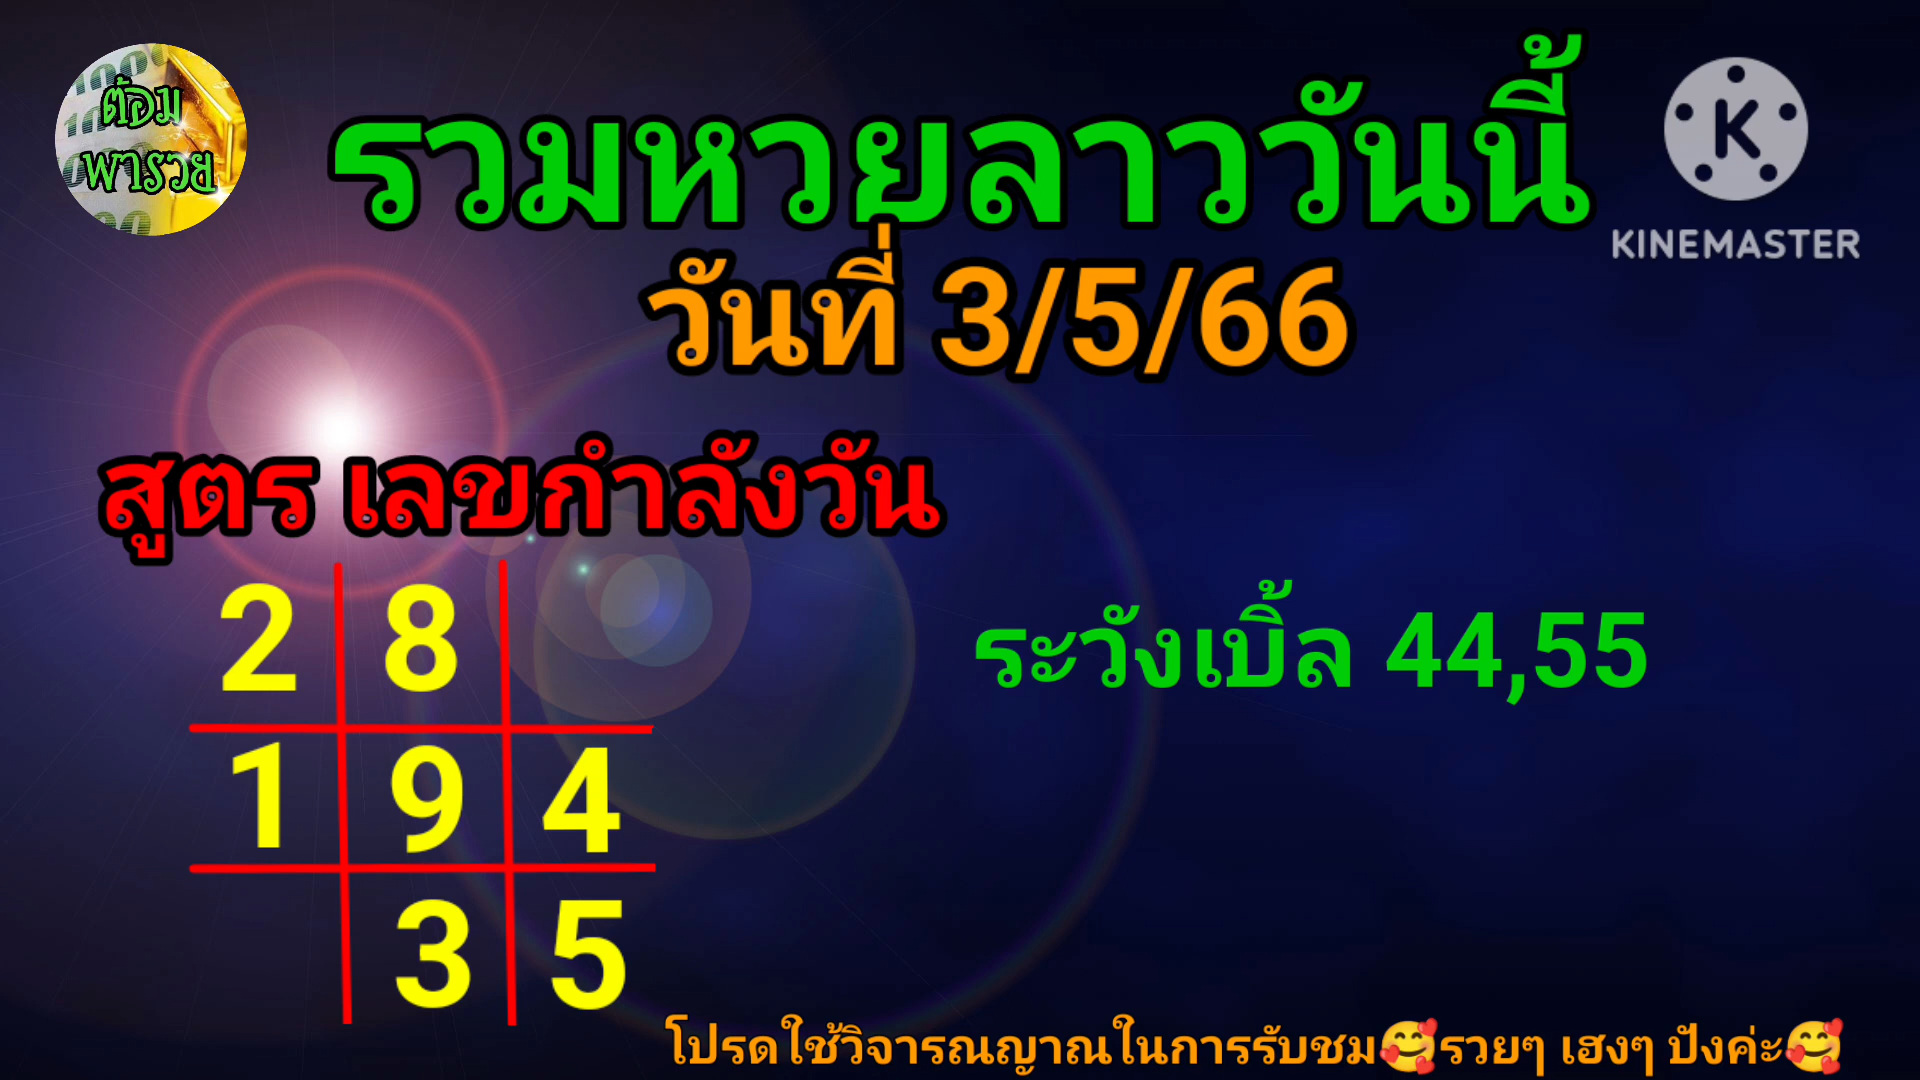 ต้อม
พารวย
รวมหวยลาววันนี้
K
KINEMASTER
วันที่ 3/5/66
สูตร เลขกำลังวัน
2 8
ระวังเบิ้ล 44,55
1 9 4
3 5
โปรดใช้วิจารณญาณในการรับชม🥰รวยๆ เฮงๆ ปังค่ะ🥰